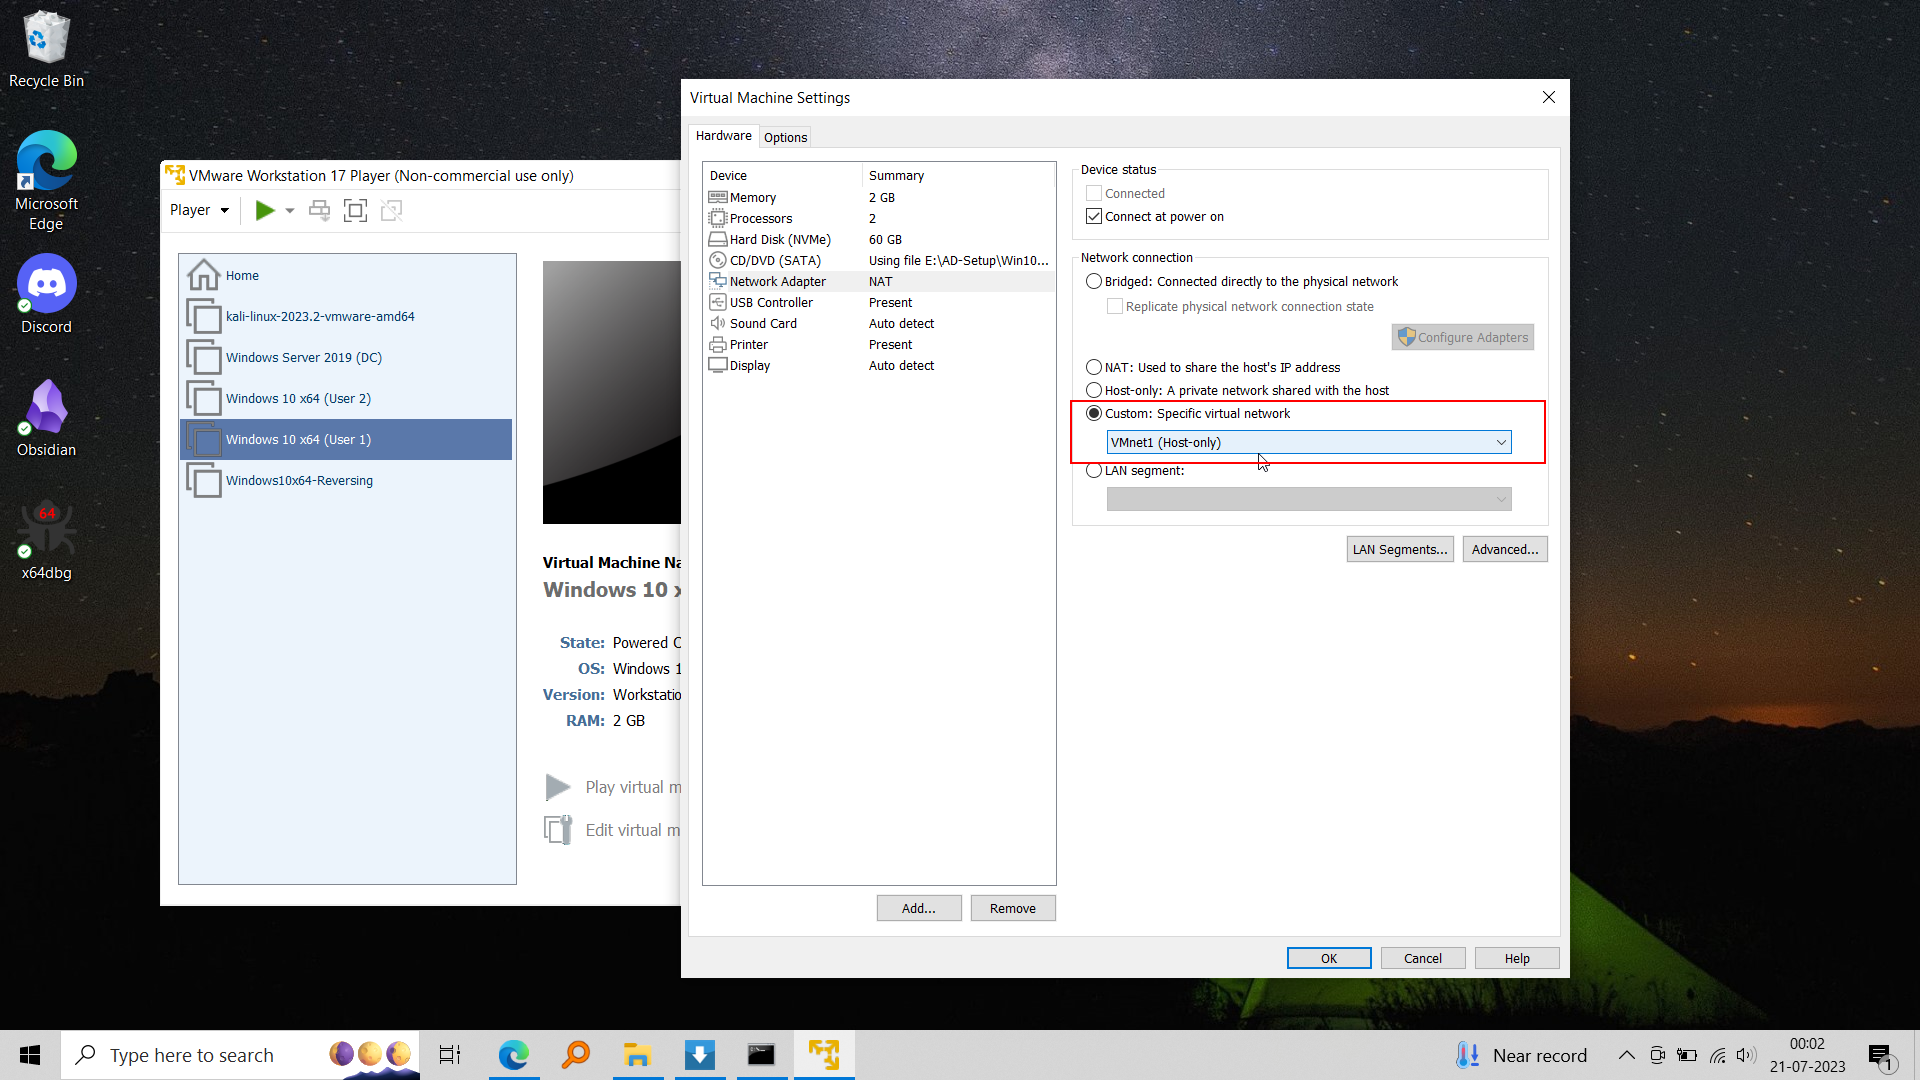 Recycle Bin
Microsoft
Edge
Discord
Obsidian
64
x64dbg
VMware Workstation 17 Player (Non-commercial use only)
Player
Home
kali-linux-2023.2-vmware-amd64
Windows Server 2019 (DC)
Windows 10 x64 (User 2)
Windows 10 x64 (User 1)
Windows10x64-Reversing
Virtual Machine Na
Windows 10 x
State: Powered O
OS: Windows 1
Version: Workstatio
RAM: 2 GB
Play virtual m
Edit virtual m
Virtual Machine Settings
Hardware
Options
Device Summary
Memory 2 GB
Processors 2
Hard Disk (NVMe) 60 GB
CD/DVD (SATA) Using file E:\AD-Setup\Win10...
Network Adapter NAT
USB Controller Present
Sound Card Auto detect
Printer Present
Display Auto detect
Add...
Remove
Device status
Connected
Connect at power on
Network connection
Bridged: Connected directly to the physical network
Replicate physical network connection state
Configure Adapters
NAT: Used to share the host's IP address
Host-only: A private network shared with the host
Custom: Specific virtual network
VMnet1 (Host-only)
LAN segment:
LAN Segments...
Advanced...
OK
Cancel
Help
Type here to search
Near record
00:02
21-07-2023
1